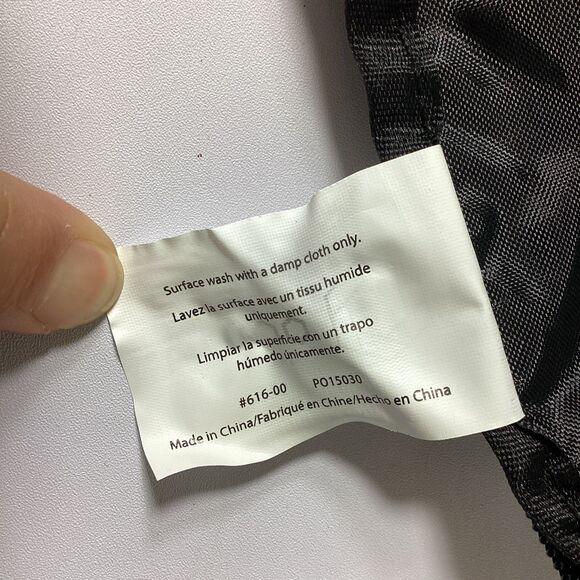 Surface wash with a damp cloth only.
Lavez la surface avec un tissu humide
uniquement.
Limpiar la superficie con un trapo
húmedo únicamente.
#616-00 PO15030
Made in China/Fabriqué en Chine/Hecho en China